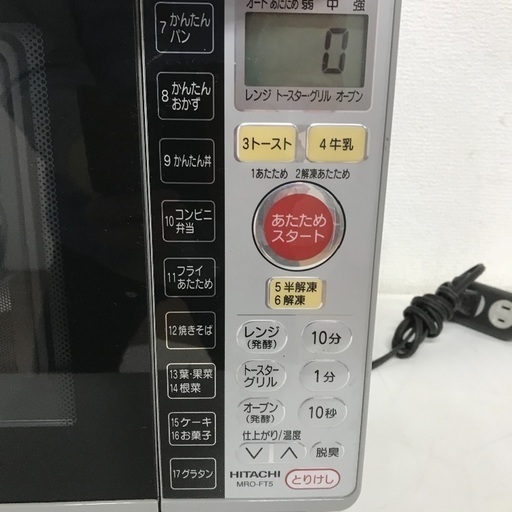 オートあたため 弱 中 強
0
レンジ トースター・グリル オーブン
3トースト
4牛乳
1あたため 2解凍あたため
あたため
スタート
5半解凍
6解凍
レンジ
(発酵)
10分
トースター
グリル
1分
オーブン
(発酵)
10秒
仕上がり/温度
脱臭
HITACHI
MRO-FT5
とりけし
7 かんたん
パン
8 かんたん
おかず
9 かんたん丼
10 コンビニ
弁当
11 フライ
あたため
12 焼きそば
13 葉・果菜
14 根菜
15 ケーキ
16 お菓子
17 グラタン